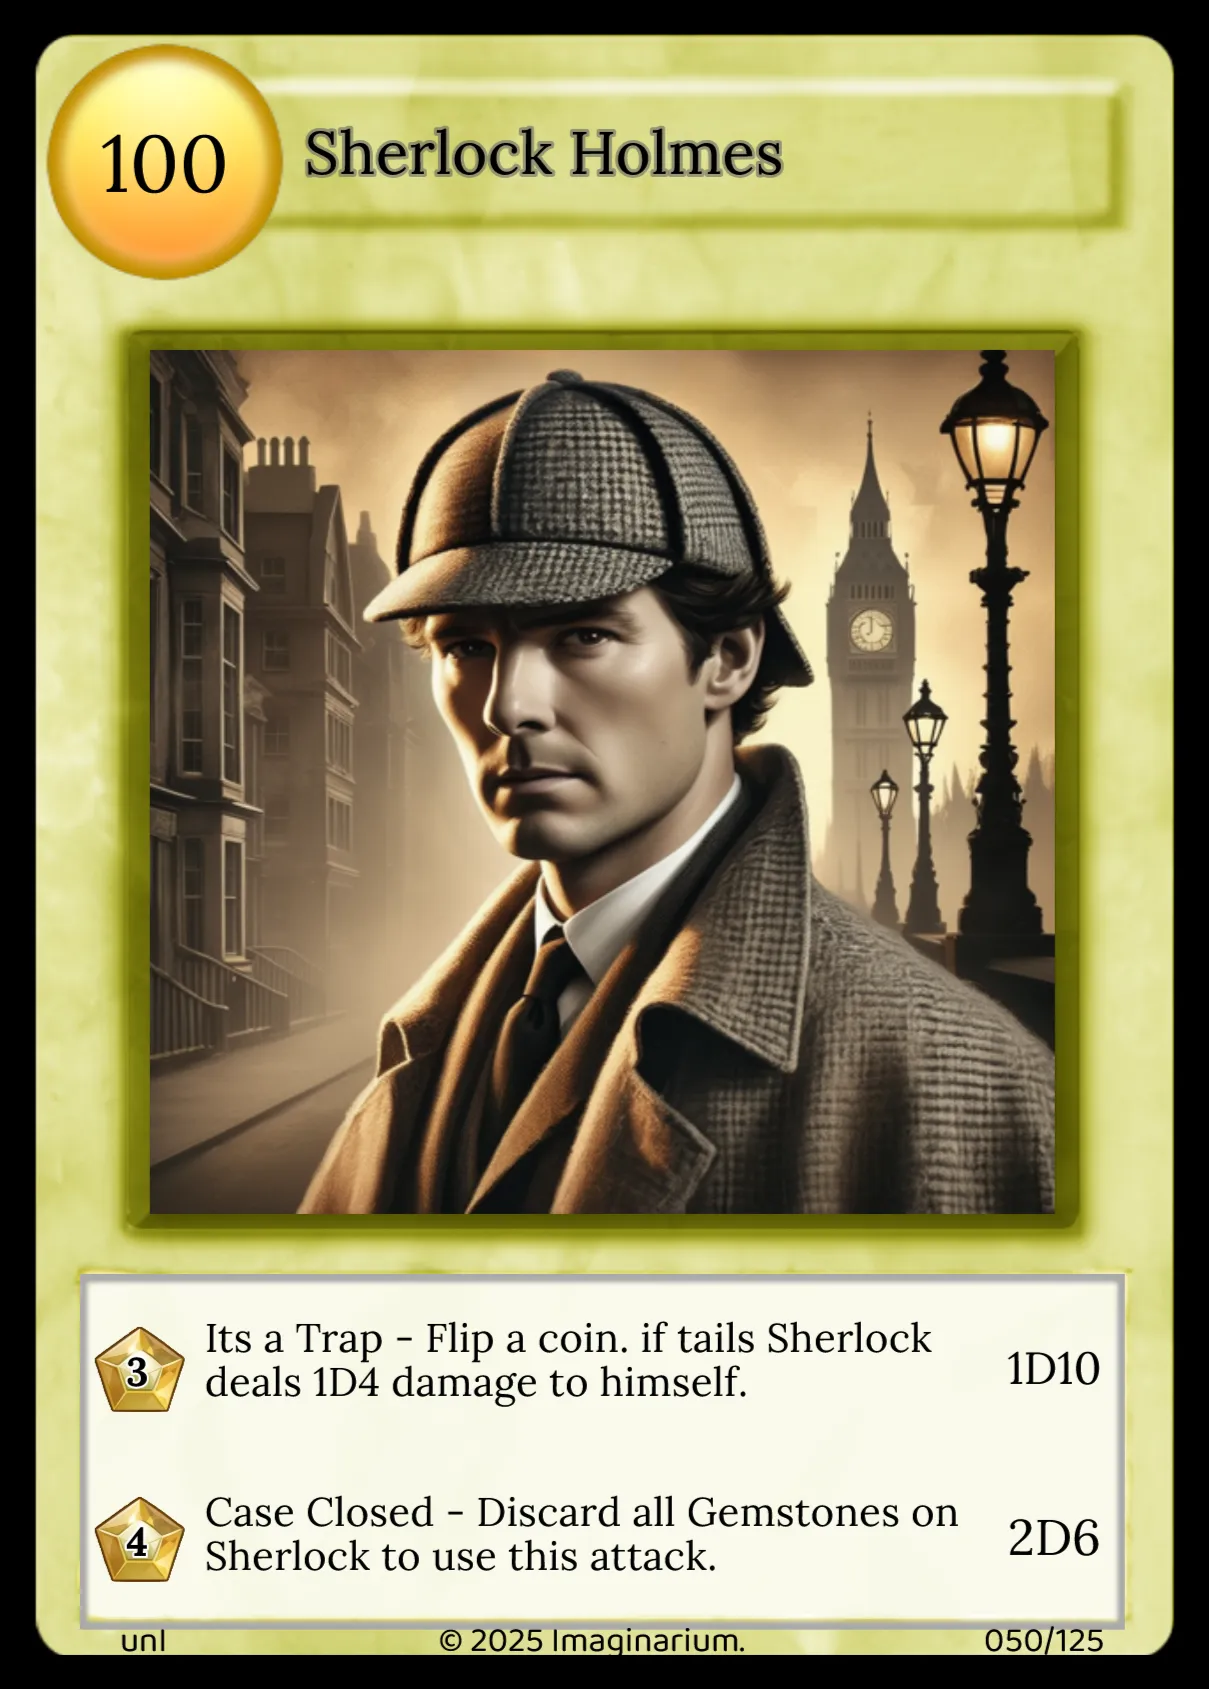 100
Sherlock Holmes
3
Its a Trap - Flip a coin. if tails Sherlock
deals 1D4 damage to himself.
1D10
4
Case Closed - Discard all Gemstones on
Sherlock to use this attack.
2D6
unl
© 2025 Imaginarium.
050/125